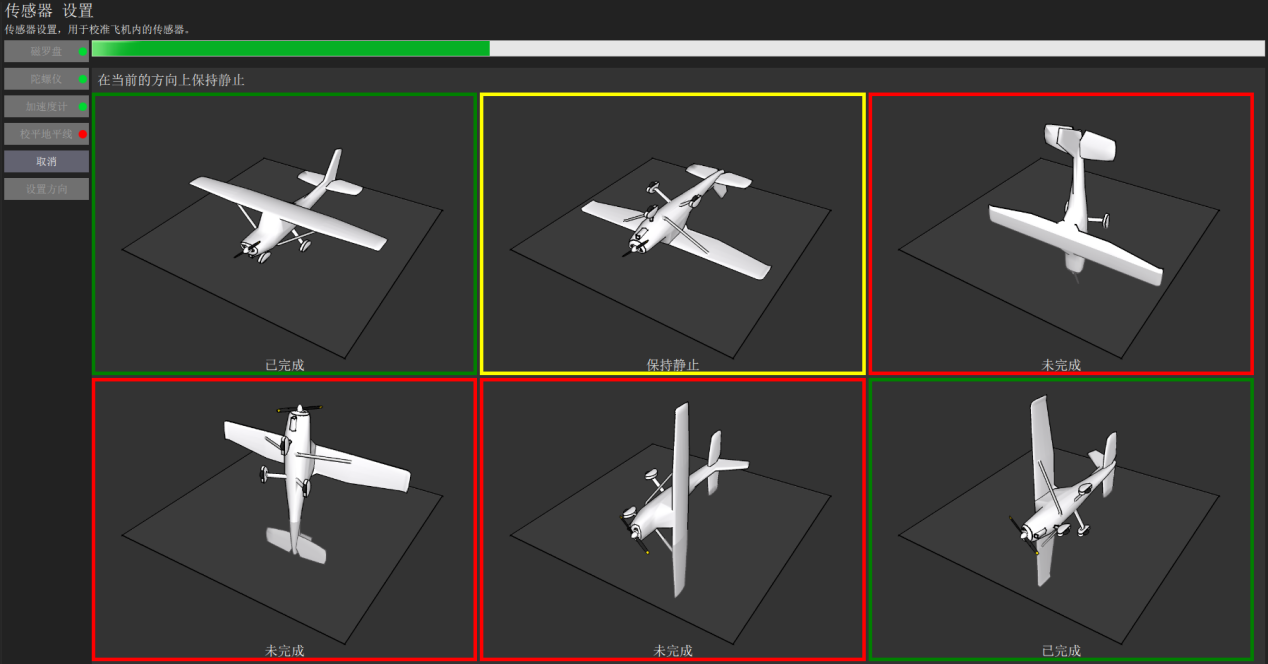 传感器 设置
传感器设置，用于校准飞机内的传感器。
磁罗盘
陀螺仪
加速度计
校平地平线
取消
设置方向
在当前的方向上保持静止
已完成
保持静止
未完成
未完成
未完成
已完成